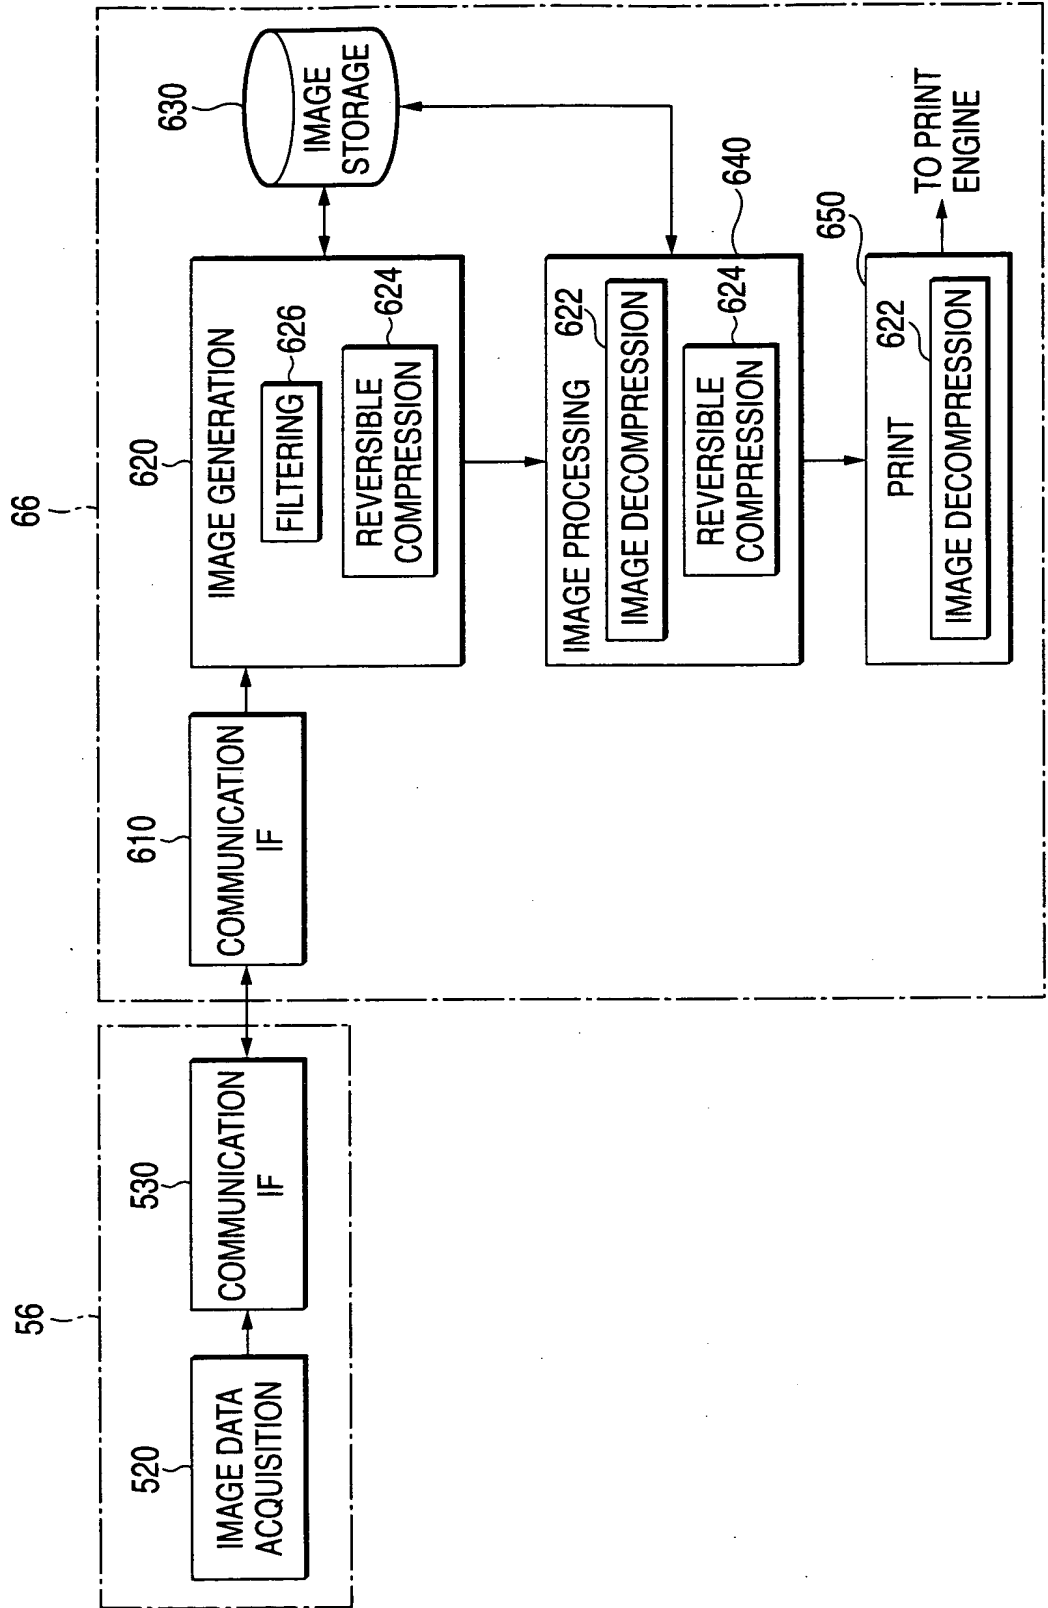 56
520
IMAGE DATA
ACQUISITION
530
COMMUNICATION
IF
66
610
COMMUNICATION
IF
620
IMAGE GENERATION
626
FILTERING
624
REVERSIBLE
COMPRESSION
630
IMAGE
STORAGE
640
IMAGE PROCESSING
622
IMAGE DECOMPRESSION
624
REVERSIBLE
COMPRESSION
650
PRINT
622
IMAGE DECOMPRESSION
TO PRINT
ENGINE